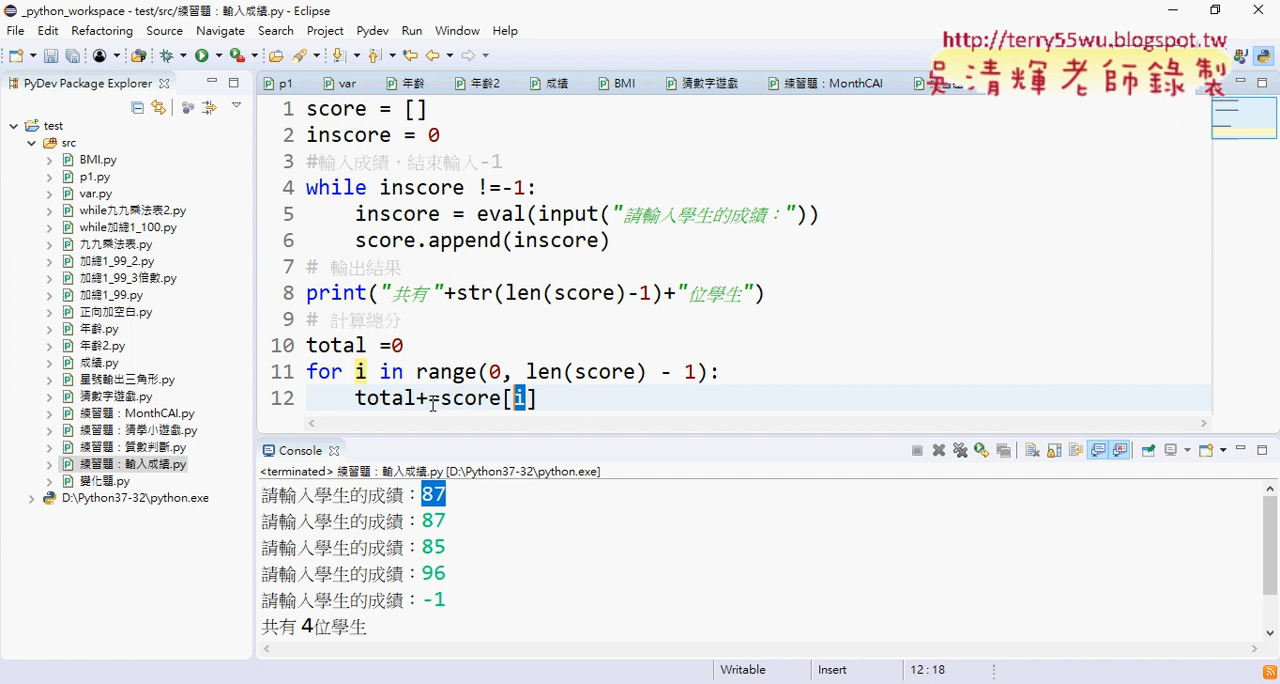 _python_workspace - test/src/練習題：輸入成績.py - Eclipse
File Edit Refactoring Source Navigate Search Project Pydev Run Window Help
http://terry55wu.blogspot.tw
吳清輝老師錄製
PyDev Package Explorer
p1 var 年齡 年齡2 成績 BMI 猜數字遊戲 練習題：MonthCAI
test
src
BMI.py
p1.py
var.py
while九九乘法表2.py
while加總1_100.py
九九乘法表.py
加總1_99_2.py
加總1_99_3倍數.py
加總1_99.py
正向加空白.py
年齡.py
年齡2.py
成績.py
星號輸出三角形.py
猜數字遊戲.py
練習題：MonthCAI.py
練習題：猜拳小遊戲.py
練習題：質數判斷.py
練習題：輸入成績.py
變化題.py
D:\Python37-32\python.exe
1 score = []
2 inscore = 0
3 #輸入成績，結束輸入-1
4 while inscore !=-1:
5 inscore = eval(input("請輸入學生的成績："))
6 score.append(inscore)
7 # 輸出結果
8 print("共有"+str(len(score)-1)+"位學生")
9 # 計算總分
10 total =0
11 for i in range(0, len(score) - 1):
12 total+=score[i]
Console
<terminated> 練習題：輸入成績.py [D:\Python37-32\python.exe]
請輸入學生的成績：87
請輸入學生的成績：87
請輸入學生的成績：85
請輸入學生的成績：96
請輸入學生的成績：-1
共有4位學生
Writable Insert 12 : 18